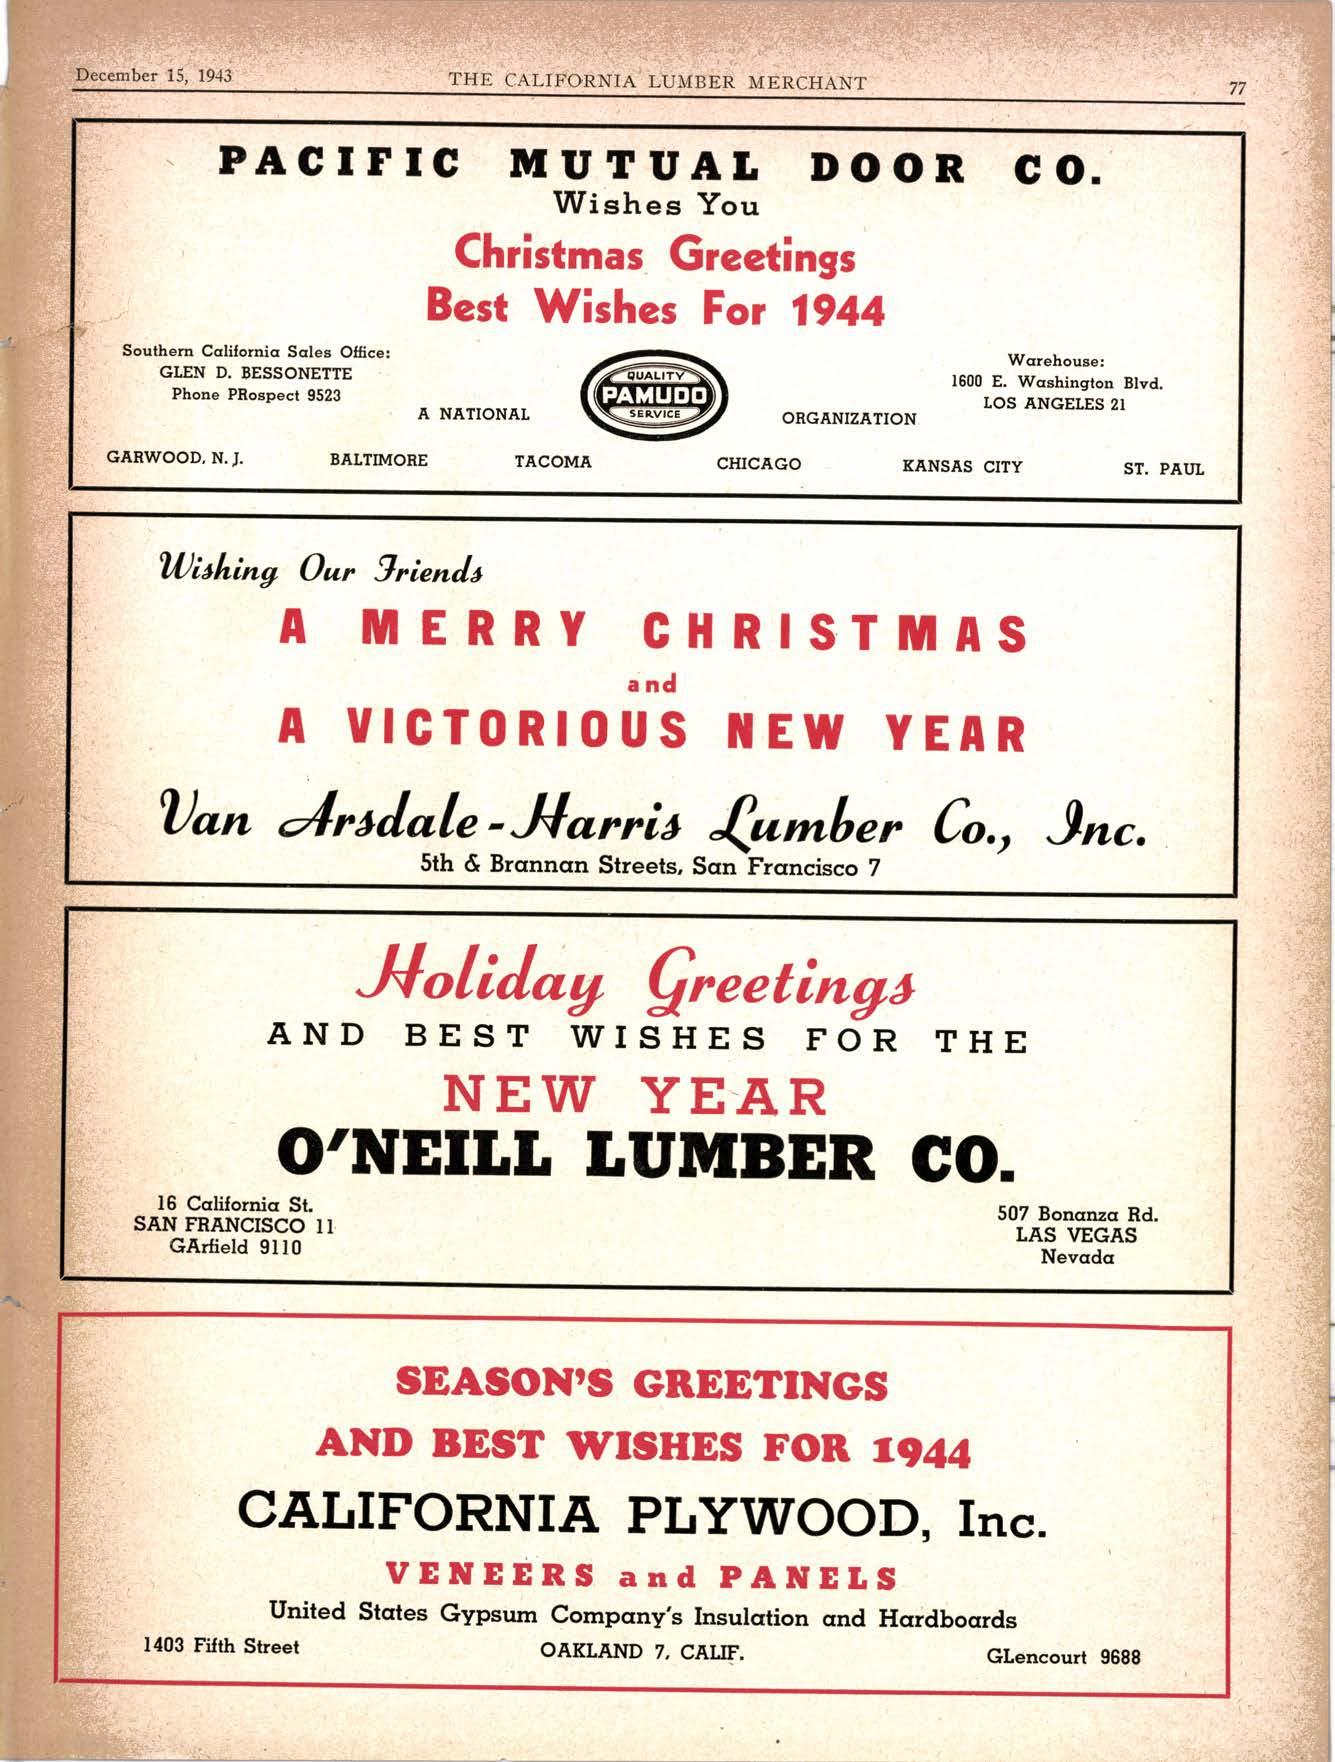 December 15, 1943 THE CALIFORNIA LUMBER MERCHANT 77
PACIFIC MUTUAL DOOR CO.
Wishes You
Christmas Greetings
Best Wishes For 1944
Southern California Sales Office:
GLEN D. BESSONETTE
Phone PRospect 9523
A NATIONAL
QUALITY
PAMUDO
SERVICE
ORGANIZATION
Warehouse:
1600 E. Washington Blvd.
LOS ANGELES 21
GARWOOD, N. J. BALTIMORE TACOMA CHICAGO KANSAS CITY ST. PAUL
Wishing Our Friends
A MERRY CHRISTMAS
and
A VICTORIOUS NEW YEAR
Van Arsdale-Harris Lumber Co., Inc.
5th & Brannan Streets, San Francisco 7
Holiday Greetings
AND BEST WISHES FOR THE
NEW YEAR
O'NEILL LUMBER CO.
16 California St.
SAN FRANCISCO 11
GArfield 9110
507 Bonanza Rd.
LAS VEGAS
Nevada
SEASON'S GREETINGS
AND BEST WISHES FOR 1944
CALIFORNIA PLYWOOD, Inc.
VENEERS and PANELS
United States Gypsum Company's Insulation and Hardboards
1403 Fifth Street OAKLAND 7, CALIF. GLencourt 9688